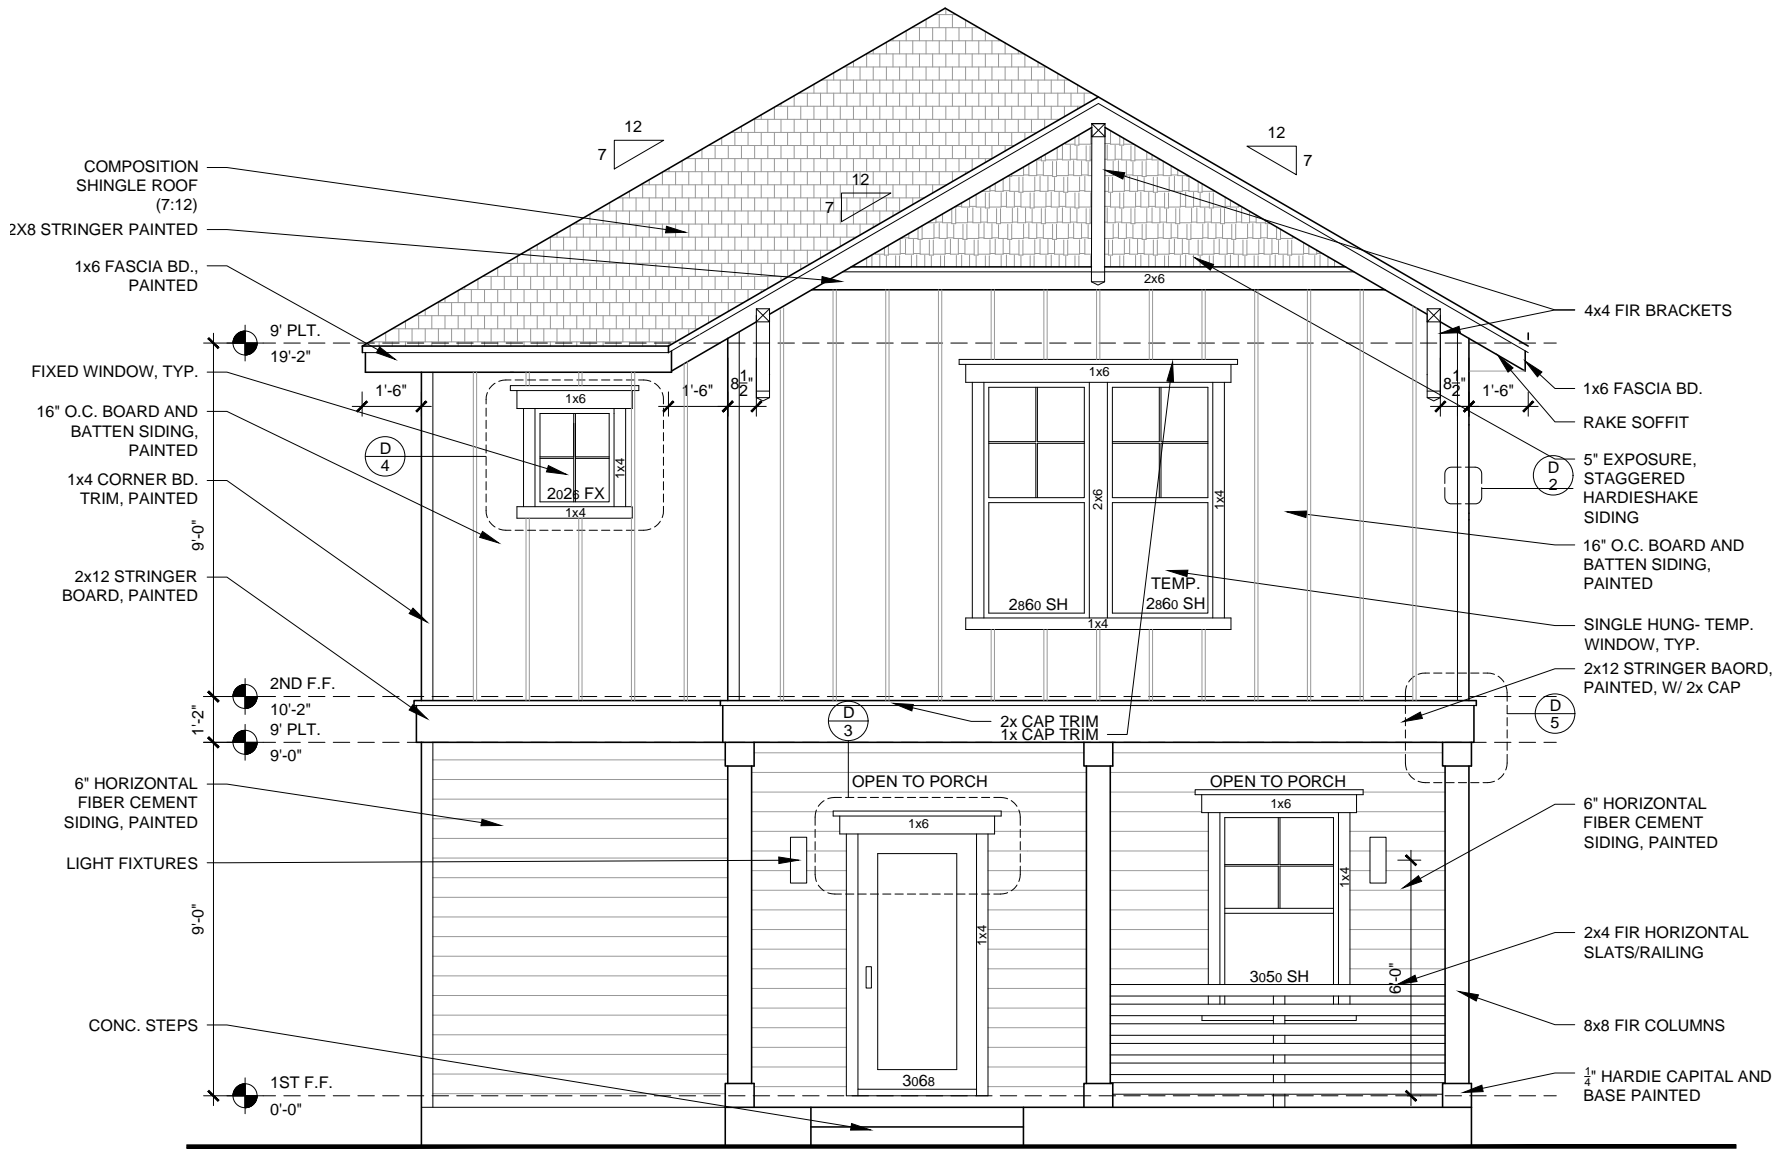 12
7
12
7
12
7
COMPOSITION
SHINGLE ROOF
(7:12)
2X8 STRINGER PAINTED
1x6 FASCIA BD.,
PAINTED
9' PLT.
19'-2"
FIXED WINDOW, TYP.
16" O.C. BOARD AND
BATTEN SIDING,
PAINTED
1x4 CORNER BD.
TRIM, PAINTED
9'-0"
2x12 STRINGER
BOARD, PAINTED
2ND F.F.
10'-2"
1'-2"
9' PLT.
9'-0"
6" HORIZONTAL
FIBER CEMENT
SIDING, PAINTED
LIGHT FIXTURES
9'-0"
CONC. STEPS
1ST F.F.
0'-0"
1'-6"
D
4
1x6
1x4
2026 FX
1x4
1'-6"
8 1/2"
2x6
1x6
2x6
1x4
TEMP.
2860 SH
2860 SH
1x4
8 1/2"
1'-6"
2x CAP TRIM
1x CAP TRIM
D
3
OPEN TO PORCH
1x6
1x4
3068
OPEN TO PORCH
1x6
1x4
3050 SH
6'-0"
4x4 FIR BRACKETS
1x6 FASCIA BD.
RAKE SOFFIT
D
2
5" EXPOSURE,
STAGGERED
HARDIESHAKE
SIDING
16" O.C. BOARD AND
BATTEN SIDING,
PAINTED
SINGLE HUNG- TEMP.
WINDOW, TYP.
2x12 STRINGER BAORD,
PAINTED, W/ 2x CAP
D
5
6" HORIZONTAL
FIBER CEMENT
SIDING, PAINTED
2x4 FIR HORIZONTAL
SLATS/RAILING
8x8 FIR COLUMNS
1/4" HARDIE CAPITAL AND
BASE PAINTED